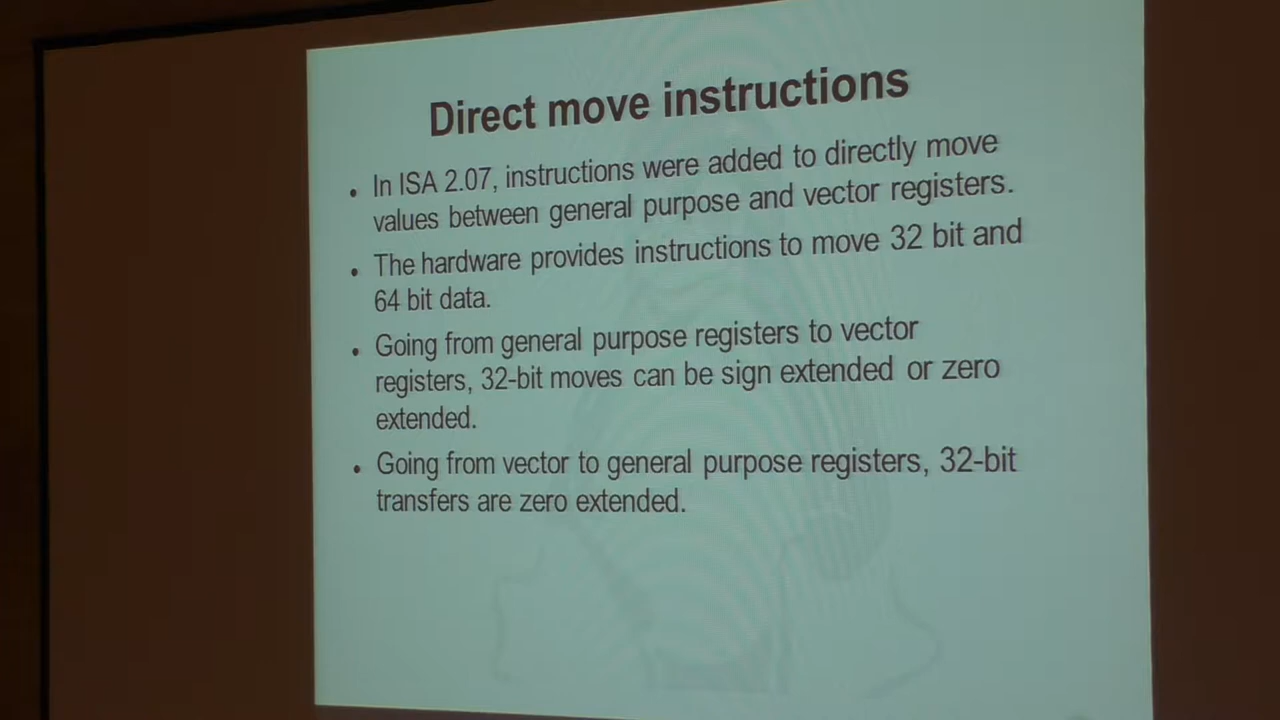 Direct move instructions
• In ISA 2.07, instructions were added to directly move
values between general purpose and vector registers.
• The hardware provides instructions to move 32 bit and
64 bit data.
• Going from general purpose registers to vector
registers, 32-bit moves can be sign extended or zero
extended.
• Going from vector to general purpose registers, 32-bit
transfers are zero extended.